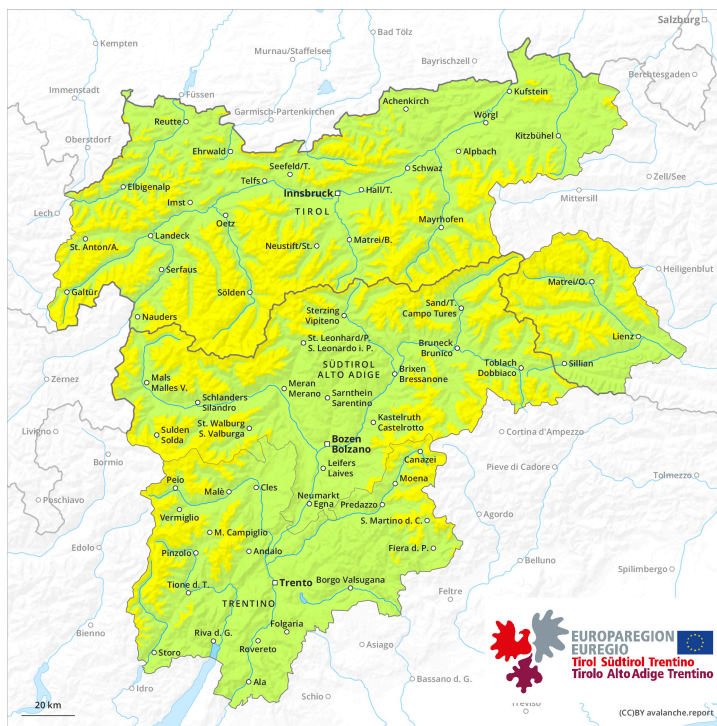 Salzburg
Kempten
Bad Tölz
Murnau/Staffelsee
Bayrischzell
Berchtesgaden
Immenstadt
Füssen
Kufstein
Achenkirch
Garmisch-Partenkirchen
Reutte
Wörgl
Kitzbühel
Oberstdorf
Ehrwald
Alpbach
Seefeld/T.
Schwaz
Zell/See
Telfs
Elbigenalp
Innsbruck
Hall/T.
Mittersill
Imst
TIROL
Lech
Oetz
Mayrhofen
St. Anton/A.
Landeck
Neustift/St.
Matrei/B.
Serfaus
Heiligenblut
Matrei/O.
Galtür
Sölden
Sand/T.
Campo Tures
Nauders
Sterzing
Vipiteno
Lienz
St. Leonhard/P.
S. Leonardo i. P.
Bruneck
Brunico
Toblach
Dobbiaco
Sillian
SÜDTIROL
ALTO ADIGE
Brixen
Bressanone
Zernez
Mals
Malles V.
Meran
Merano
Sarnthein
Sarentino
Schlanders
Silandro
St. Walburg
S. Valburga
Kastelruth
Castelrotto
Livigno
Sulden
Solda
Bozen
Bolzano
Cortina d'Ampezzo
Canazei
Bormio
Leifers
Laives
Pieve di Cadore
Tolmezzo
Poschiavo
Peio
Malè
Cles
Neumarkt
Egna
Moena
Predazzo
Vermiglio
Agordo
S. Martino d. C.
M. Campiglio
Edolo
Pinzolo
Andalo
Fiera d. P.
Belluno
Spilimbergo
Tione d. T.
Trento
Borgo Valsugana
Feltre
TRENTINO
Bienno
Riva d. G.
Folgaria
Storo
Rovereto
Asiago
Idro
Ala
Bassano d. G.
Schio
Treviso
EUROPAREGION
EUREGIO
Tirol Südtirol Trentino
Tirolo Alto Adige Trentino
20 km
(CC)BY avalanche.report